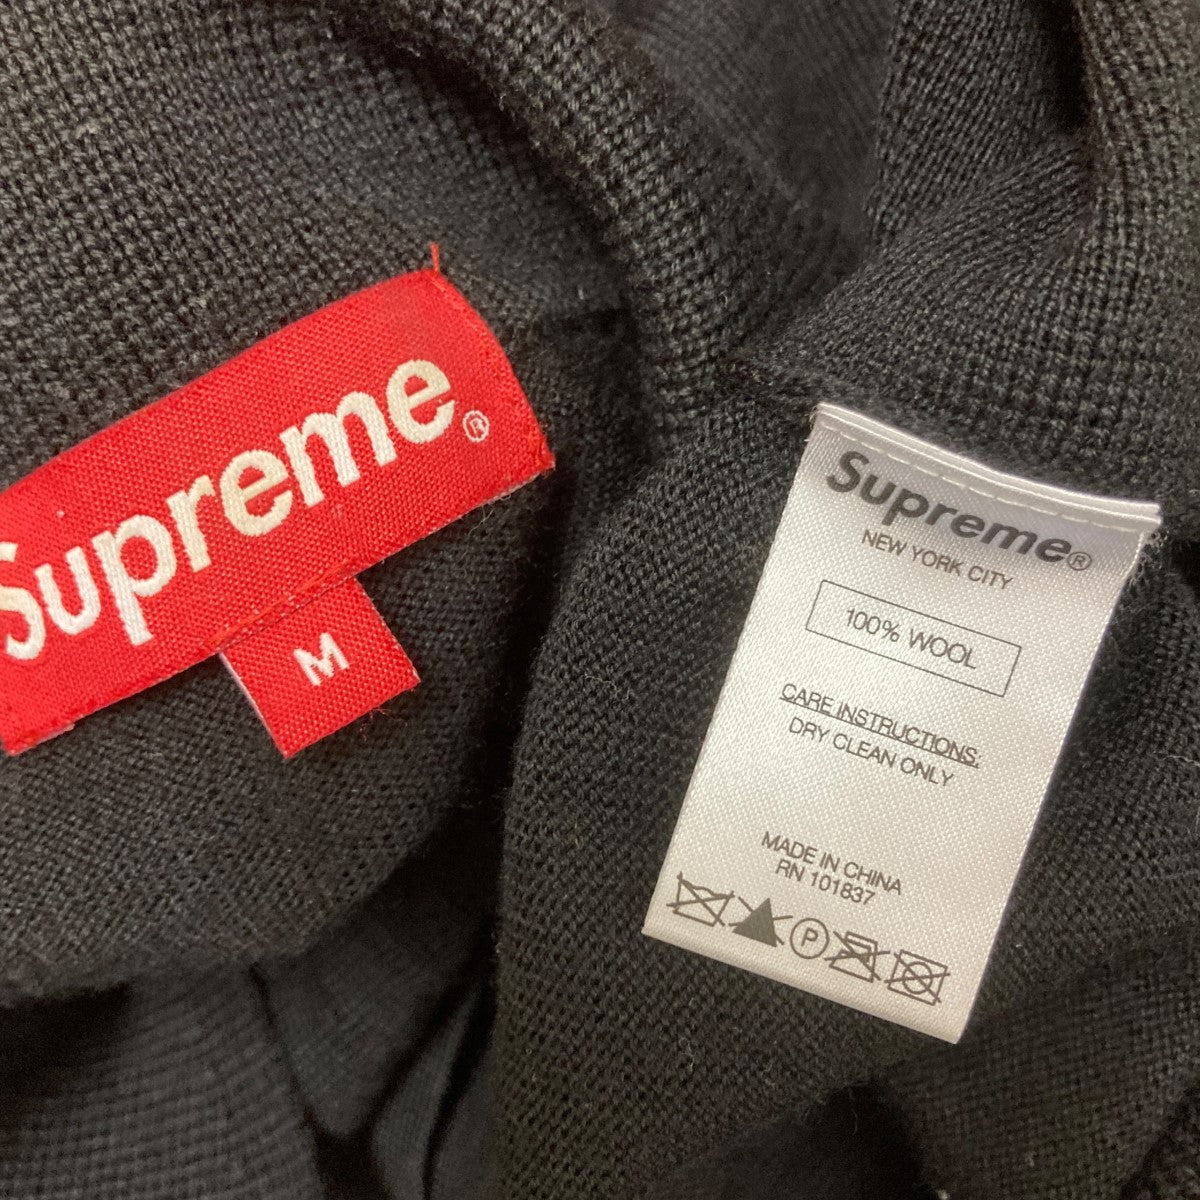 Supreme®
M
Supreme®
NEW YORK CITY
100% WOOL
CARE INSTRUCTIONS.
DRY CLEAN ONLY
MADE IN CHINA
RN 101837
P